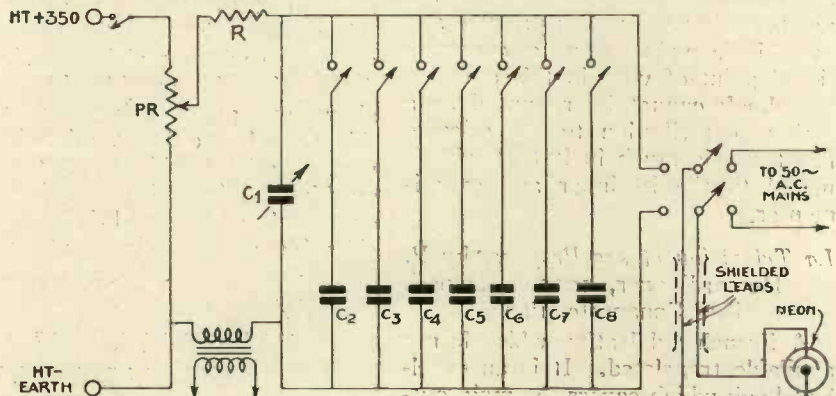 HT+350
R
PR
C1
C2 C3 C4 C5 C6 C7 C8
TO 50~
A.C.
MAINS
SHIELDED
LEADS
NEON
HT-
EARTH